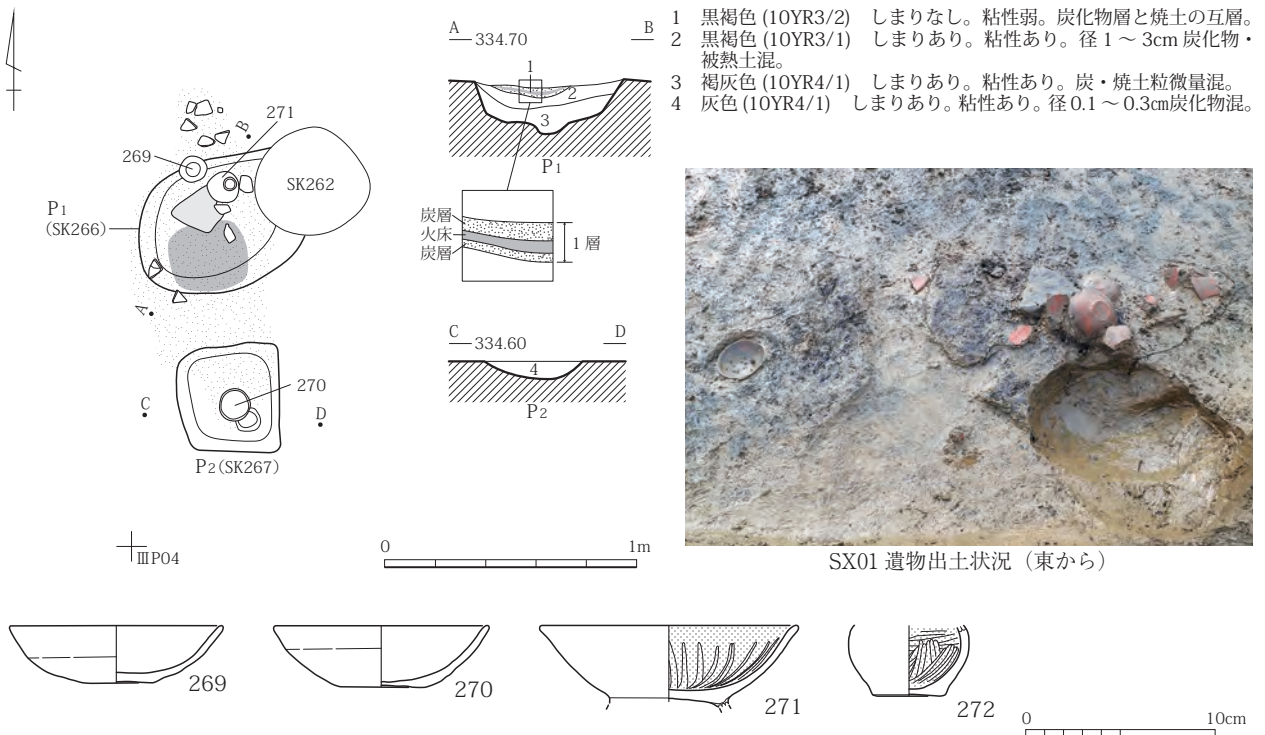 A
334.70
B
1
2
3
P1
炭層
火床
炭層
1層
C
334.60
D
4
P2
1 黒褐色 (10YR3/2) しまりなし。粘性弱。炭化物層と焼土の互層。
2 黒褐色 (10YR3/1) しまりあり。粘性あり。径 1 ～ 3cm 炭化物・
被熱土混。
3 褐灰色 (10YR4/1) しまりあり。粘性あり。炭・焼土粒微量混。
4 灰色 (10YR4/1) しまりあり。粘性あり。径 0.1 ～ 0.3㎝炭化物混。
271
B
269
SK262
P1
(SK266)
A
270
C
D
P2(SK267)
ⅢP04
0 1m
SX01 遺物出土状況（東から）
269
270
271
272
0 10cm